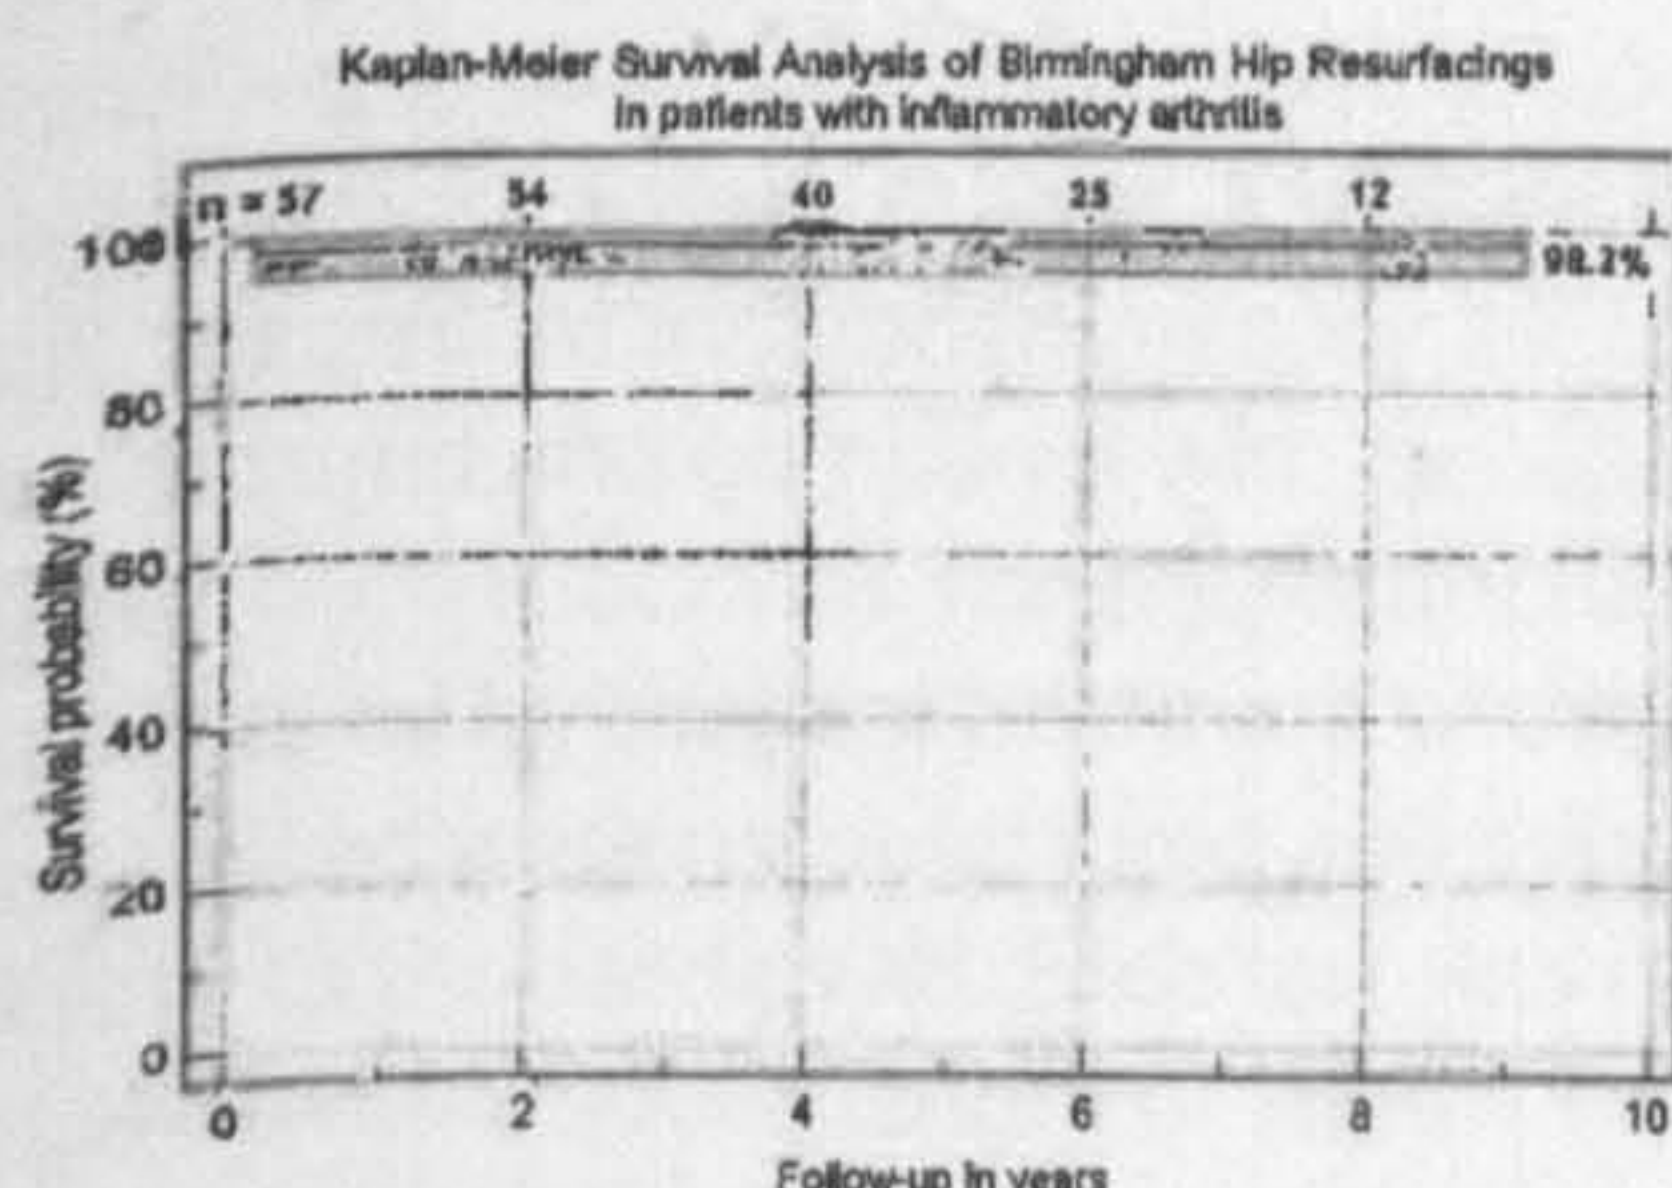 Kaplan-Meier Survival Analysis of Birmingham Hip Resurfacings
in patients with inflammatory arthritis
n = 57 54 40 25 12
100
98.2%
80
60
40
20
0
Survival probability (%)
0 2 4 6 8 10
Follow-up in years